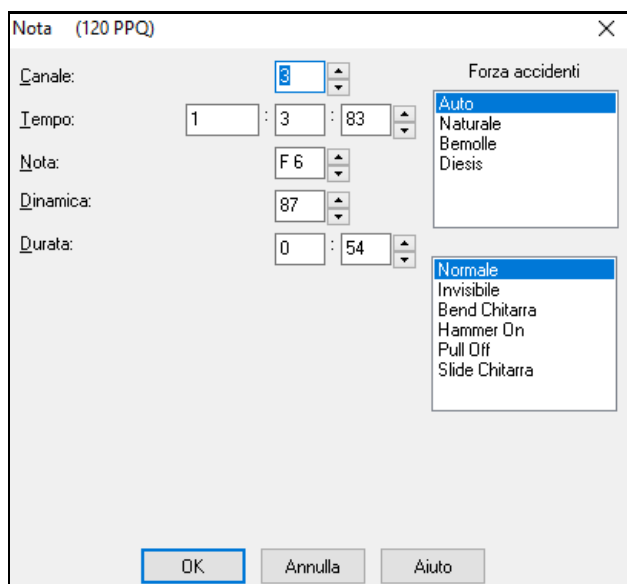 Nota (120 PPQ)
Canale: 3
Tempo: 1 : 3 : 83
Nota: F 6
Dinamica: 87
Durata: 0 : 54
Forza accidenti
Auto
Naturale
Bemolle
Diesis
Normale
Invisibile
Bend Chitarra
Hammer On
Pull Off
Slide Chitarra
OK Annulla Aiuto